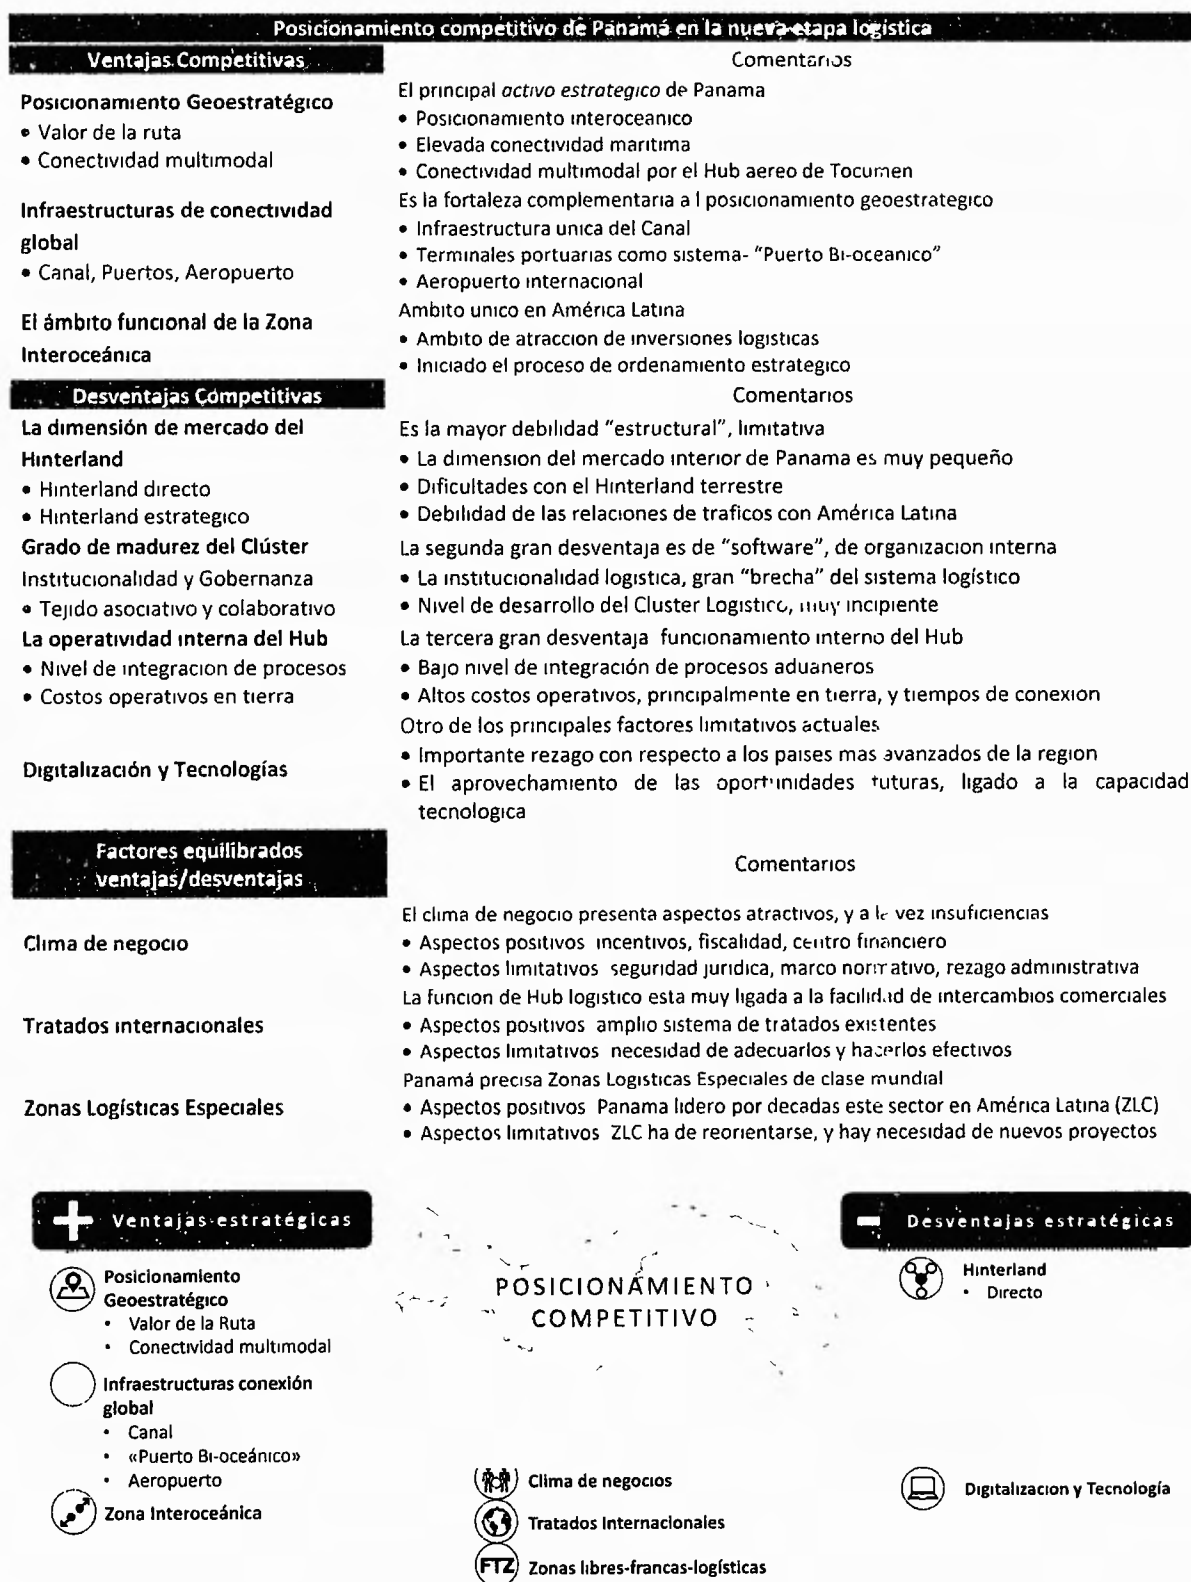 Posicionamiento competitivo de Panamá en la nueva etapa logística
Ventajas Competitivas
Comentarios
Posicionamiento Geoestratégico
• Valor de la ruta
• Conectividad multimodal
El principal activo estrategico de Panama
• Posicionamiento interoceanico
• Elevada conectividad maritima
• Conectividad multimodal por el Hub aereo de Tocumen
Infraestructuras de conectividad
global
• Canal, Puertos, Aeropuerto
Es la fortaleza complementaria a l posicionamiento geoestrategico
• Infraestructura unica del Canal
• Terminales portuarias como sistema- "Puerto Bi-oceanico"
• Aeropuerto internacional
El ámbito funcional de la Zona
Interoceánica
Ambito unico en América Latina
• Ambito de atraccion de inversiones logisticas
• Iniciado el proceso de ordenamiento estrategico
Desventajas Competitivas
Comentarios
La dimensión de mercado del
Hinterland
• Hinterland directo
• Hinterland estrategico
Es la mayor debilidad "estructural", limitativa
• La dimension del mercado interior de Panama es muy pequeño
• Dificultades con el Hinterland terrestre
• Debilidad de las relaciones de traficos con América Latina
Grado de madurez del Clúster
Institucionalidad y Gobernanza
• Tejido asociativo y colaborativo
La segunda gran desventaja es de "software", de organizacion interna
• La institucionalidad logistica, gran "brecha" del sistema logístico
• Nivel de desarrollo del Cluster Logistico, muy incipiente
La operatividad interna del Hub
• Nivel de integracion de procesos
• Costos operativos en tierra
La tercera gran desventaja funcionamiento interno del Hub
• Bajo nivel de integración de procesos aduaneros
• Altos costos operativos, principalmente en tierra, y tiempos de conexion
Digitalización y Tecnologías
Otro de los principales factores limitativos actuales
• Importante rezago con respecto a los paises mas avanzados de la region
• El aprovechamiento de las oportunidades futuras, ligado a la capacidad
tecnologica
Factores equilibrados
ventajas/desventajas
Comentarios
Clima de negocio
El clima de negocio presenta aspectos atractivos, y a la vez insuficiencias
• Aspectos positivos incentivos, fiscalidad, centro financiero
• Aspectos limitativos seguridad juridica, marco normativo, rezago administrativa
Tratados internacionales
La funcion de Hub logistico esta muy ligada a la facilidad de intercambios comerciales
• Aspectos positivos amplio sistema de tratados existentes
• Aspectos limitativos necesidad de adecuarlos y hacerlos efectivos
Zonas Logísticas Especiales
Panamá precisa Zonas Logisticas Especiales de clase mundial
• Aspectos positivos Panama lidero por decadas este sector en América Latina (ZLC)
• Aspectos limitativos ZLC ha de reorientarse, y hay necesidad de nuevos proyectos
Ventajas estratégicas
Posicionamiento
Geoestratégico
• Valor de la Ruta
• Conectividad multimodal
Infraestructuras conexión
global
• Canal
• «Puerto Bi-oceánico»
• Aeropuerto
Zona Interoceánica
POSICIONAMIENTO
COMPETITIVO
Clima de negocios
Tratados Internacionales
FTZ Zonas libres-francas-logísticas
Desventajas estratégicas
Hinterland
• Directo
Digitalizacion y Tecnología